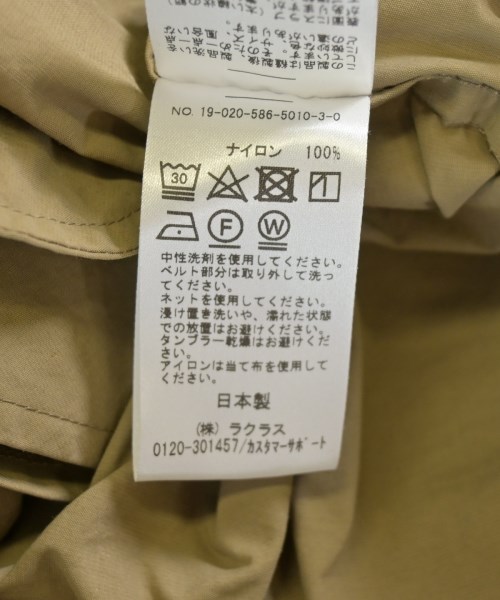 NO. 19-020-586-5010-3-0
ナイロン 100%
30
F
W
中性洗剤を使用してください。
ベルト部分は取り外して洗っ
てください。
ネットを使用してください。
浸け置き洗いや、濡れた状態
での放置はお避けください。
タンブラー乾燥はお避けくだ
さい。
アイロンは当て布を使用して
ください。
日本製
(株) ラクラス
0120-301457/カスタマーサポート